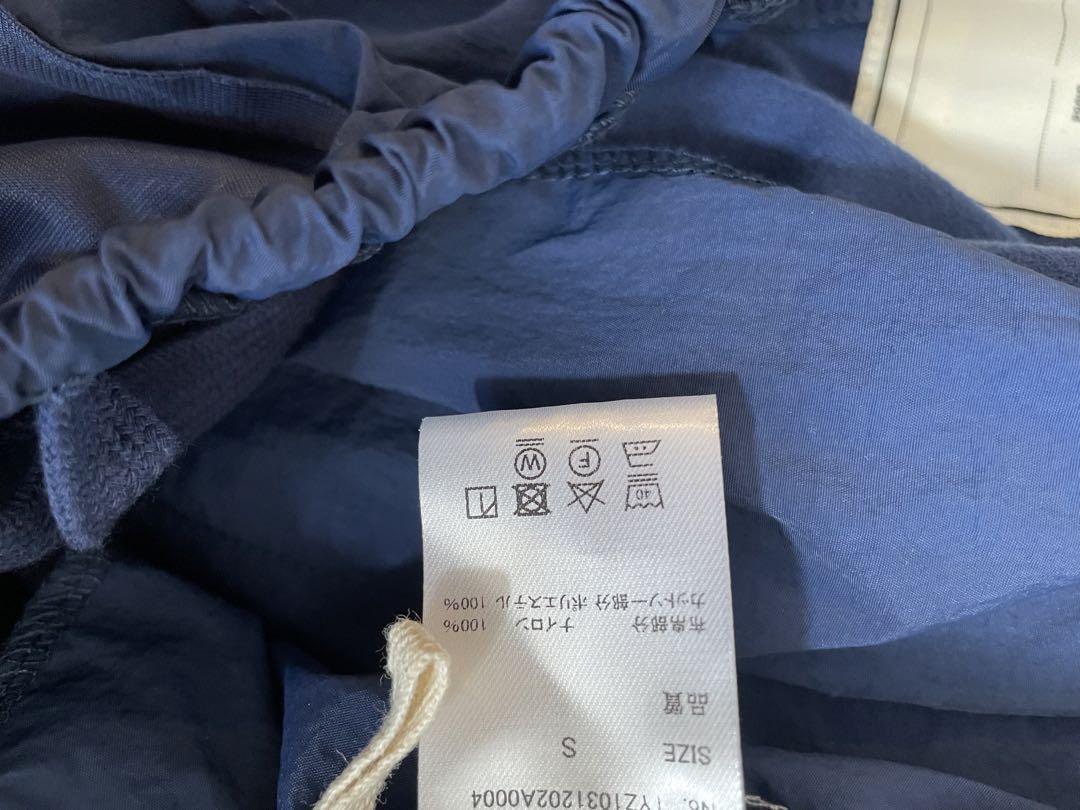 No. TYZ1031202A0004
SIZE S
品質
布帛部分 ナイロン 100%
カットソー部分 ポリエステル 100%
40
F
W